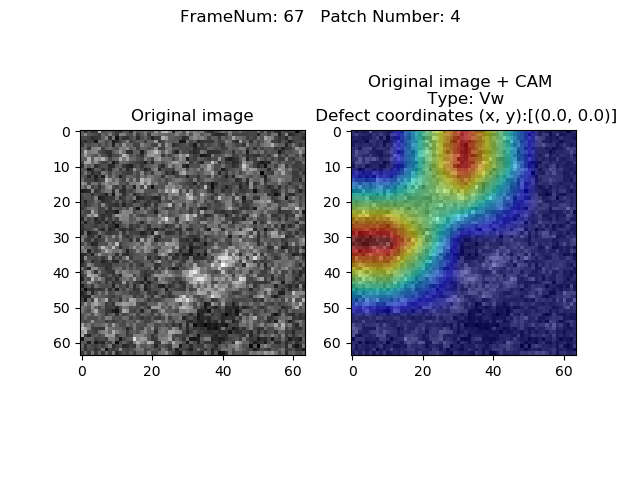 FrameNum: 67   Patch Number: 4
Original image
0
10
20
30
40
50
60
0 20 40 60
Original image + CAM
Type: Vw
Defect coordinates (x, y):[(0.0, 0.0)]
0
10
20
30
40
50
60
0 20 40 60